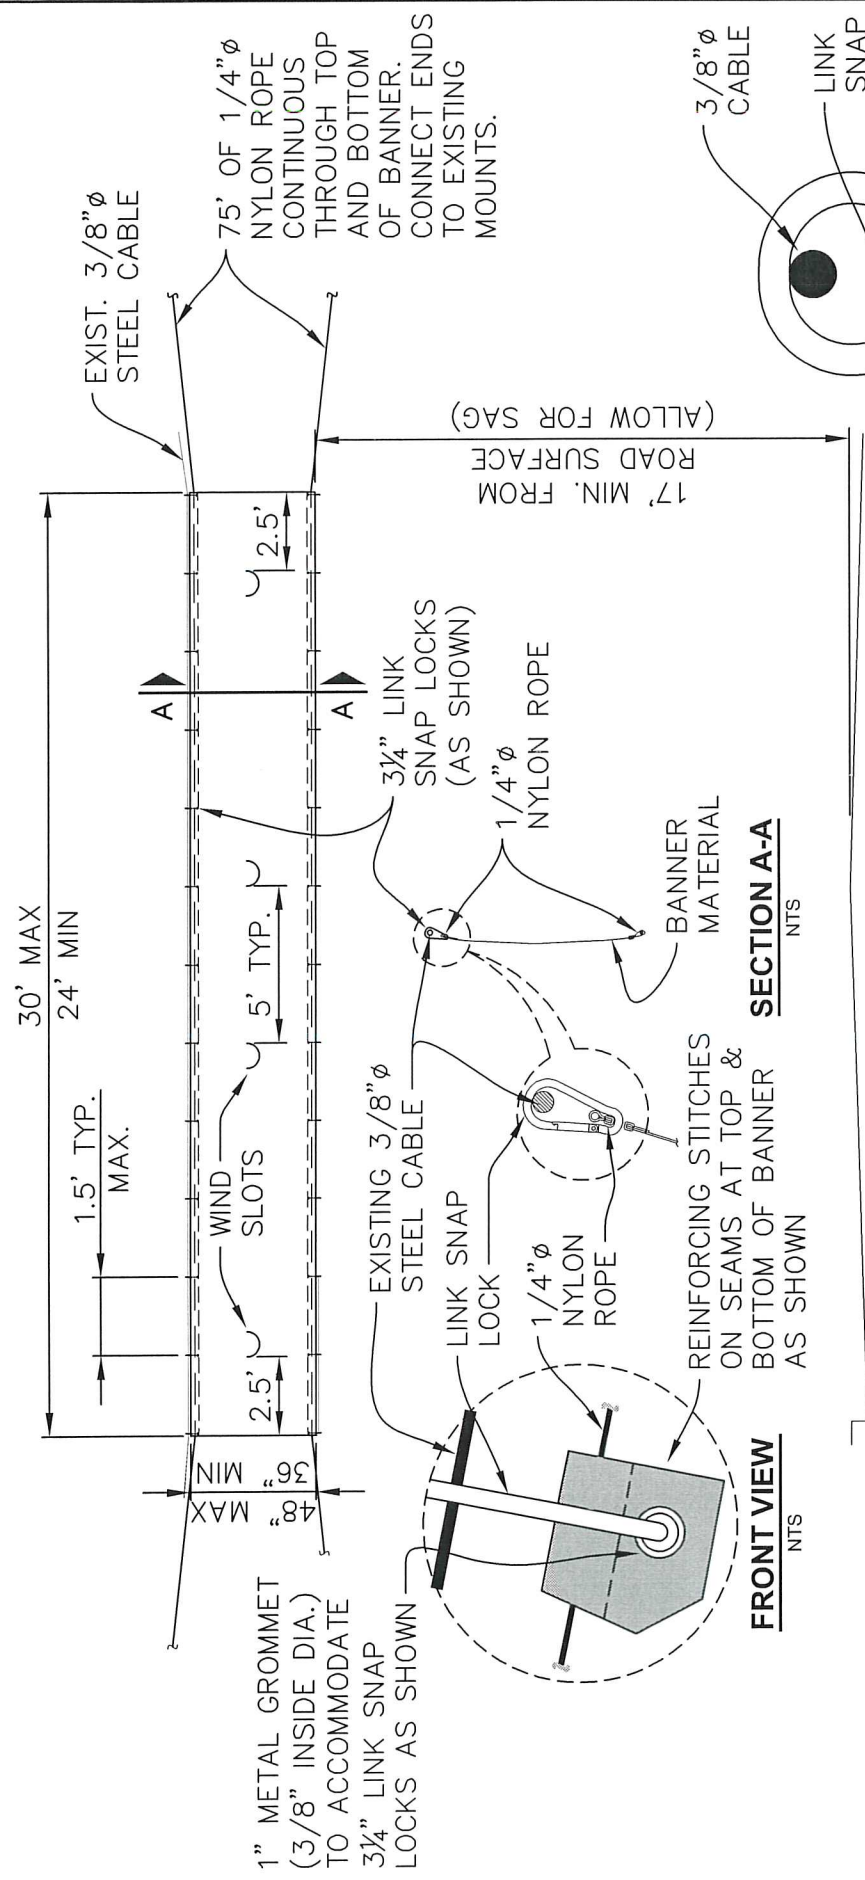 30' MAX
24' MIN
1.5' TYP.
MAX.
EXIST. 3/8"ø
STEEL CABLE
75' OF 1/4"ø
NYLON ROPE
CONTINUOUS
THROUGH TOP
AND BOTTOM
OF BANNER.
CONNECT ENDS
TO EXISTING
MOUNTS.
48" MAX
36" MIN
2.5'
WIND
SLOTS
5' TYP.
A
A
2.5'
17' MIN. FROM
ROAD SURFACE
(ALLOW FOR SAG)
1" METAL GROMMET
(3/8" INSIDE DIA.)
TO ACCOMMODATE
3¼" LINK SNAP
LOCKS AS SHOWN
EXISTING 3/8"ø
STEEL CABLE
LINK SNAP
LOCK
1/4"ø
NYLON
ROPE
REINFORCING STITCHES
ON SEAMS AT TOP &
BOTTOM OF BANNER
AS SHOWN
FRONT VIEW
NTS
3¼" LINK
SNAP LOCKS
(AS SHOWN)
1/4"ø
NYLON ROPE
BANNER
MATERIAL
SECTION A-A
NTS
3/8"ø
CABLE
LINK
SNAP